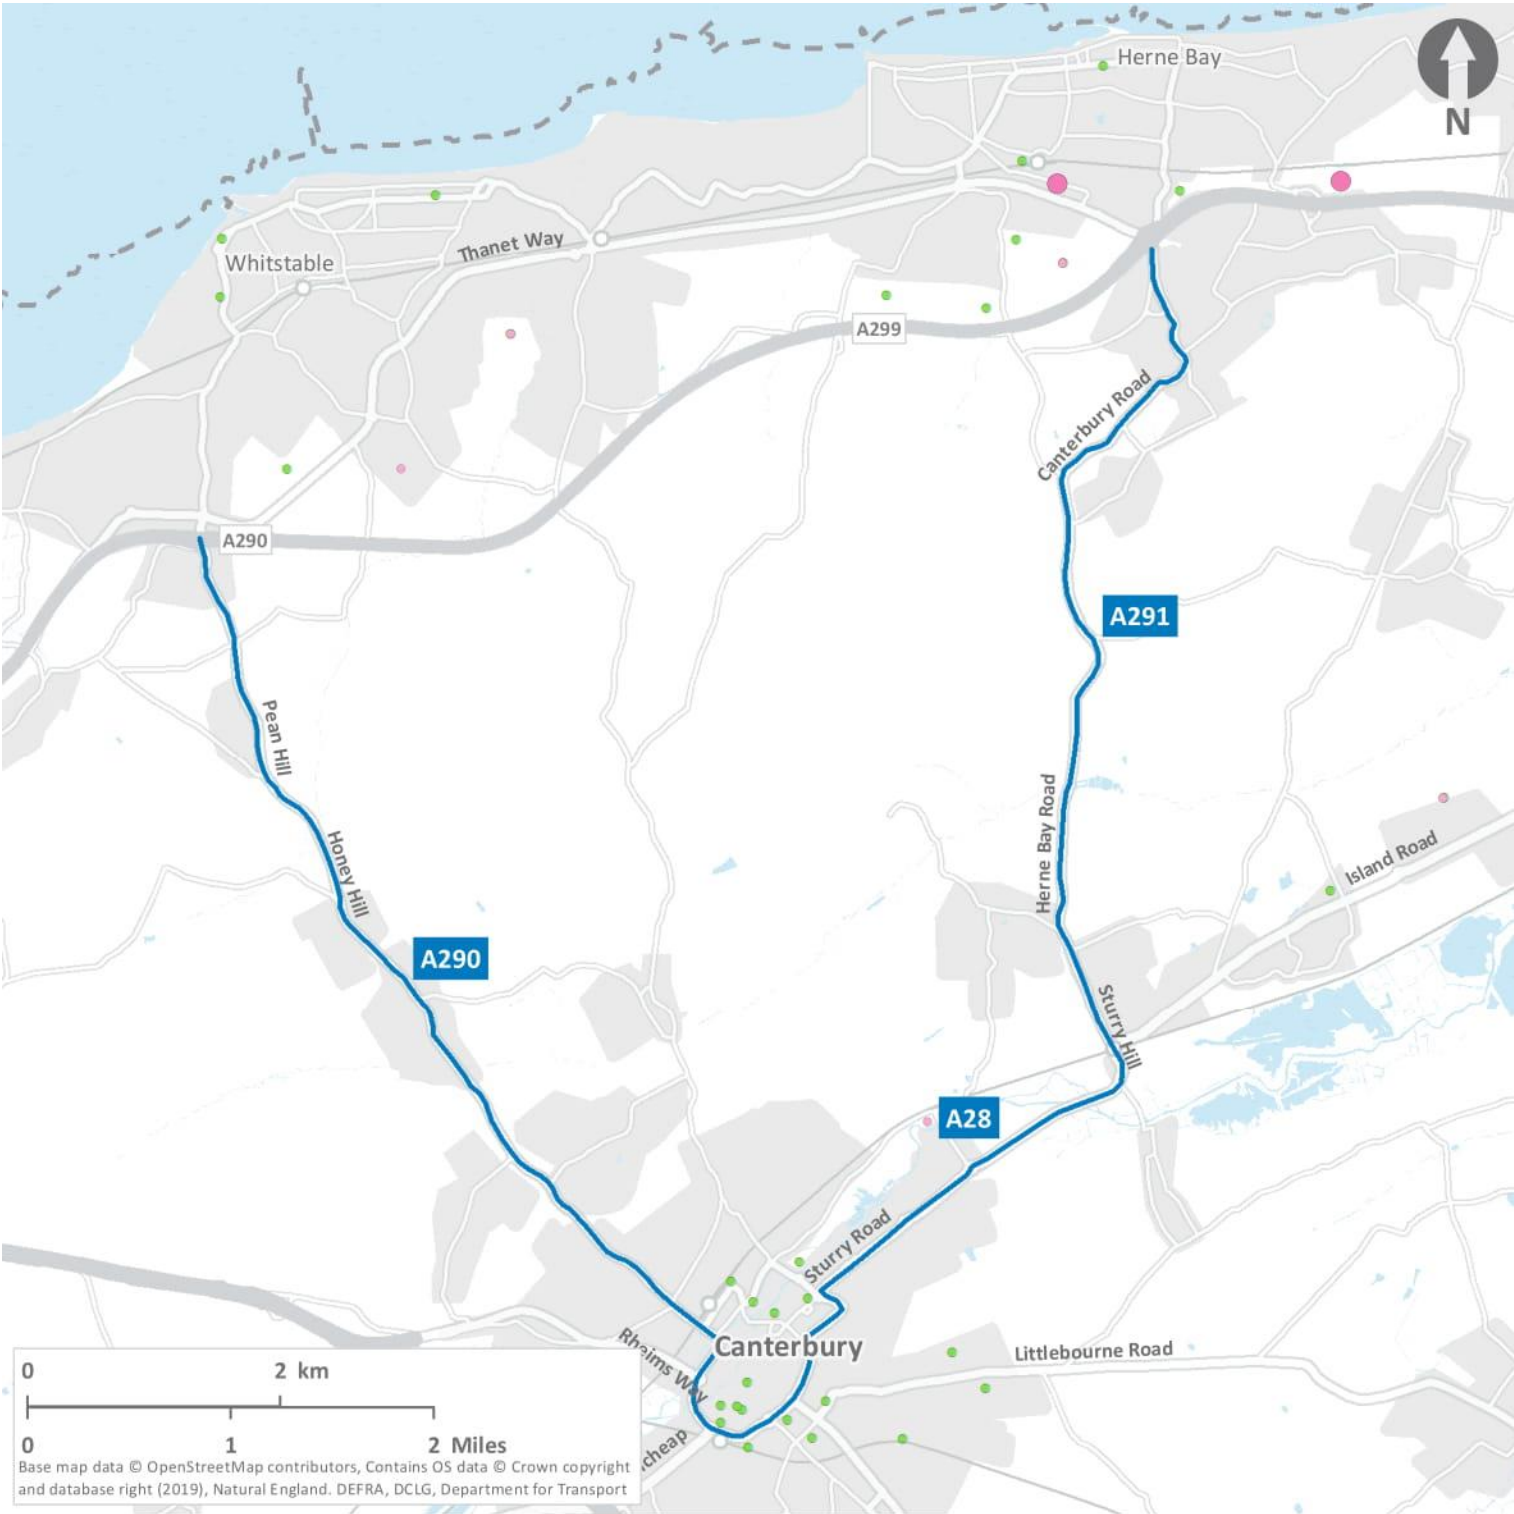 Herne Bay
N
Thanet Way
Whitstable
A299
Canterbury Road
A290
A291
Pean Hill
Herne Bay Road
Honey Hill
Island Road
A290
Sturry Hill
A28
Sturry Road
Rheims Way
Canterbury
Littlebourne Road
cheap
0 2 km
0 1 2 Miles
Base map data © OpenStreetMap contributors, Contains OS data © Crown copyright
and database right (2019), Natural England. DEFRA, DCLG, Department for Transport